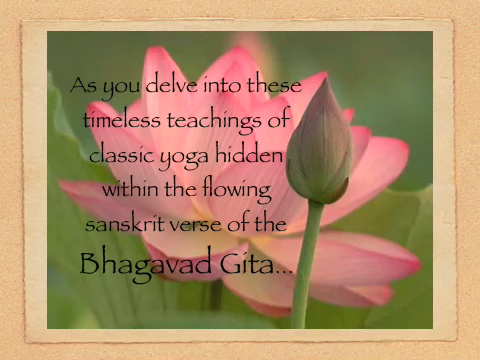 As you delve into these
timeless teachings of
classic yoga hidden
within the flowing
sanskrit verse of the
Bhagavad Gita...